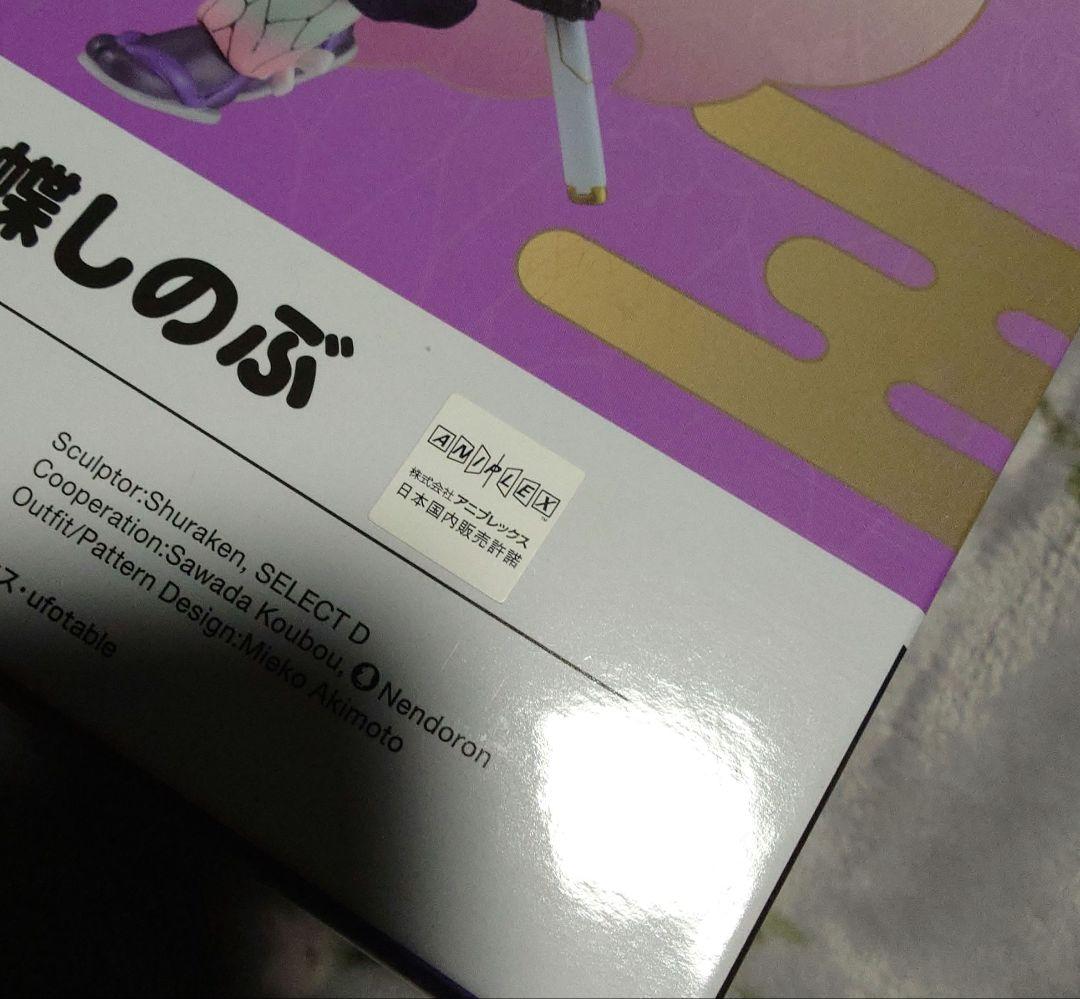 蝶しのぶ
ANIPLEX
株式会社アニプレックス
日本国内販売許諾
Sculptor:Shuraken, SELECT D
Cooperation:Sawada Koubou, Nendoron
Outfit/Pattern Design:Mieko Akimoto
ス・ufotable